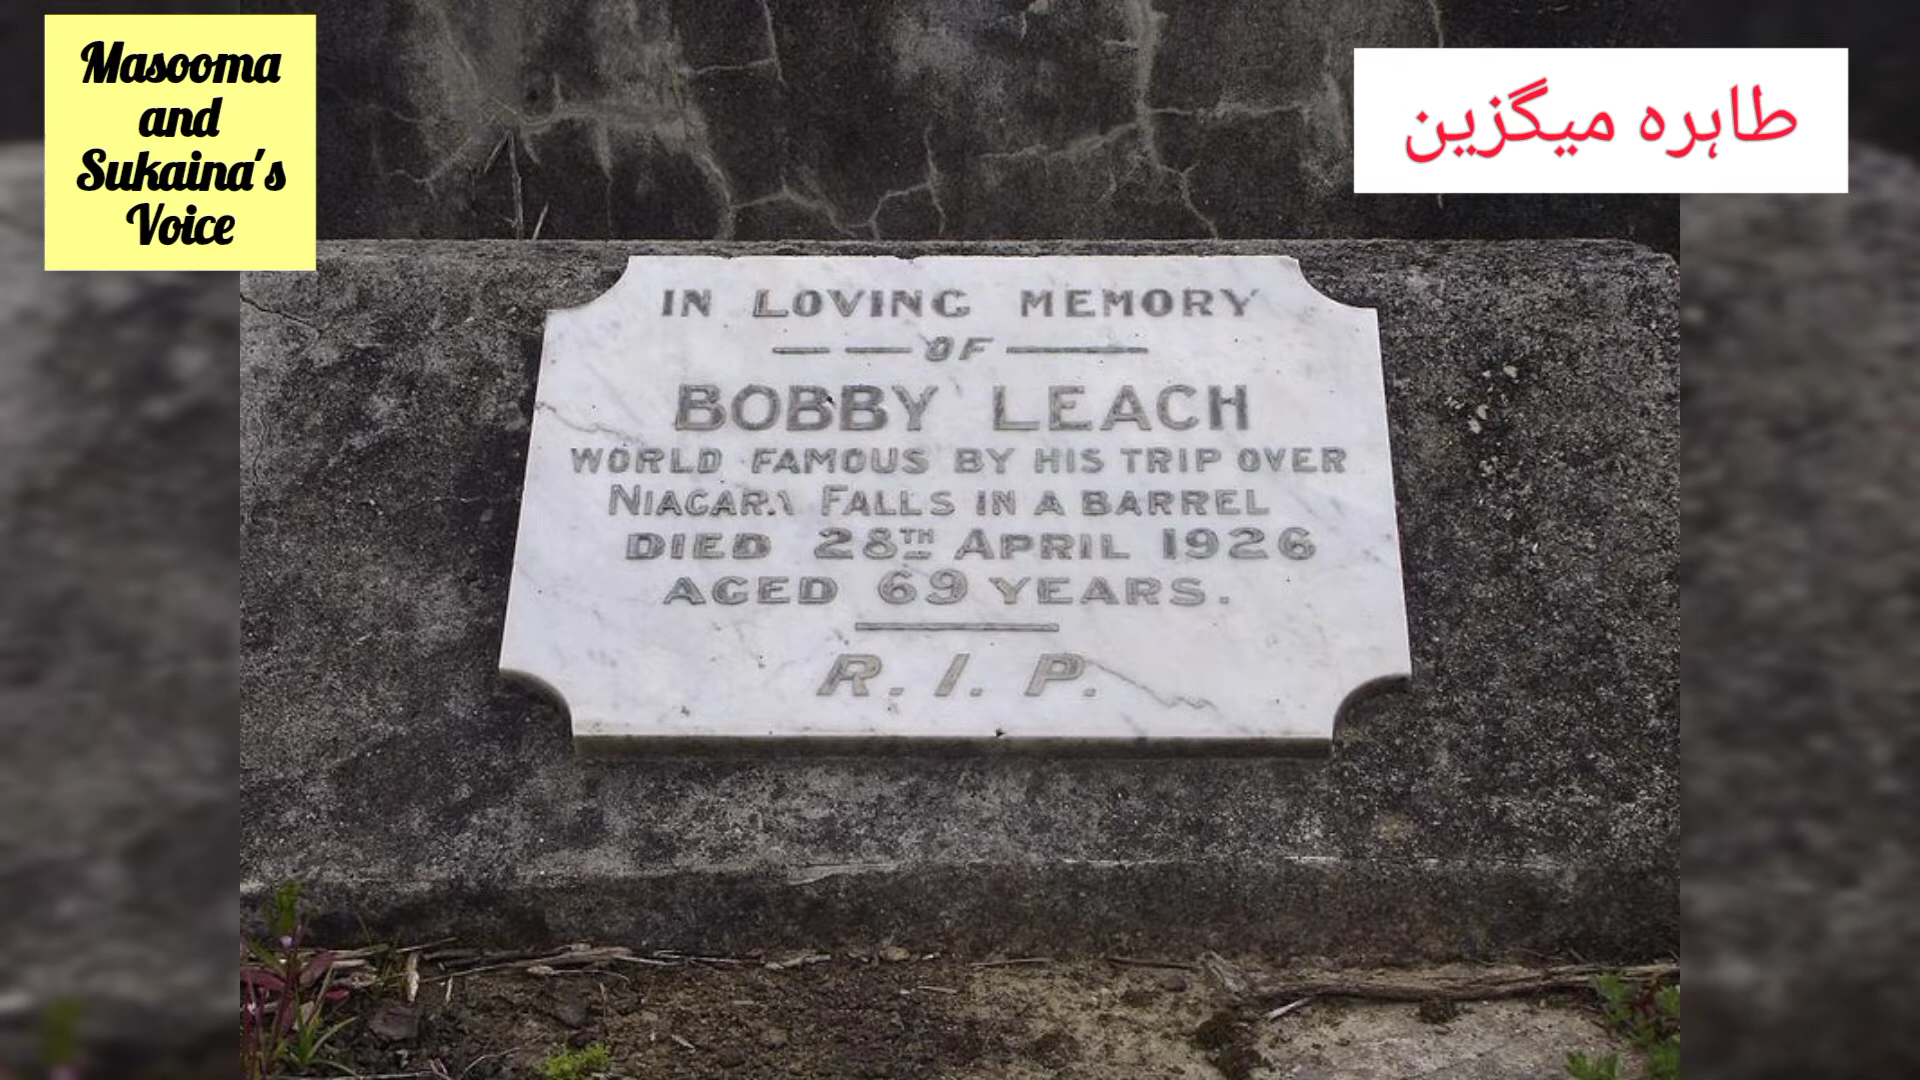 Masooma
and
Sukaina's
Voice
طاہرہ میگزین
IN LOVING MEMORY
OF
BOBBY LEACH
WORLD FAMOUS BY HIS TRIP OVER
NIAGARA FALLS IN A BARREL
DIED 28TH APRIL 1926
AGED 69 YEARS.
R. I. P.